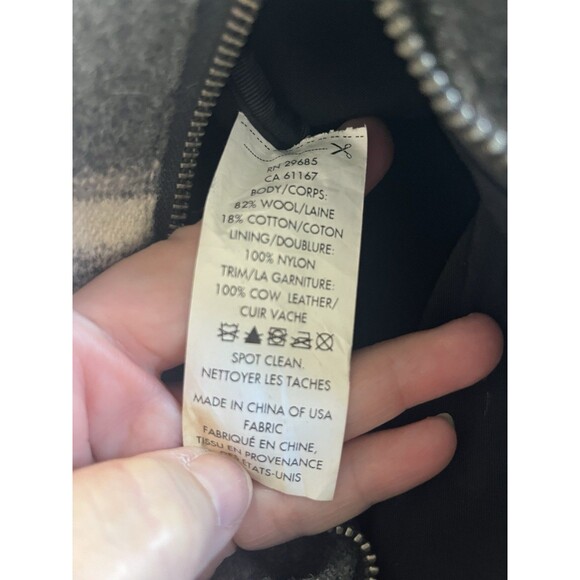 RN 29685
CA 61167
BODY/CORPS:
82% WOOL/LAINE
18% COTTON/COTON
LINING/DOUBLURE:
100% NYLON
TRIM/LA GARNITURE:
100% COW LEATHER/
CUIR VACHE
SPOT CLEAN.
NETTOYER LES TACHES
MADE IN CHINA OF USA
FABRIC
FABRIQUÉ EN CHINE,
TISSU EN PROVENANCE
ÉTATS-UNIS